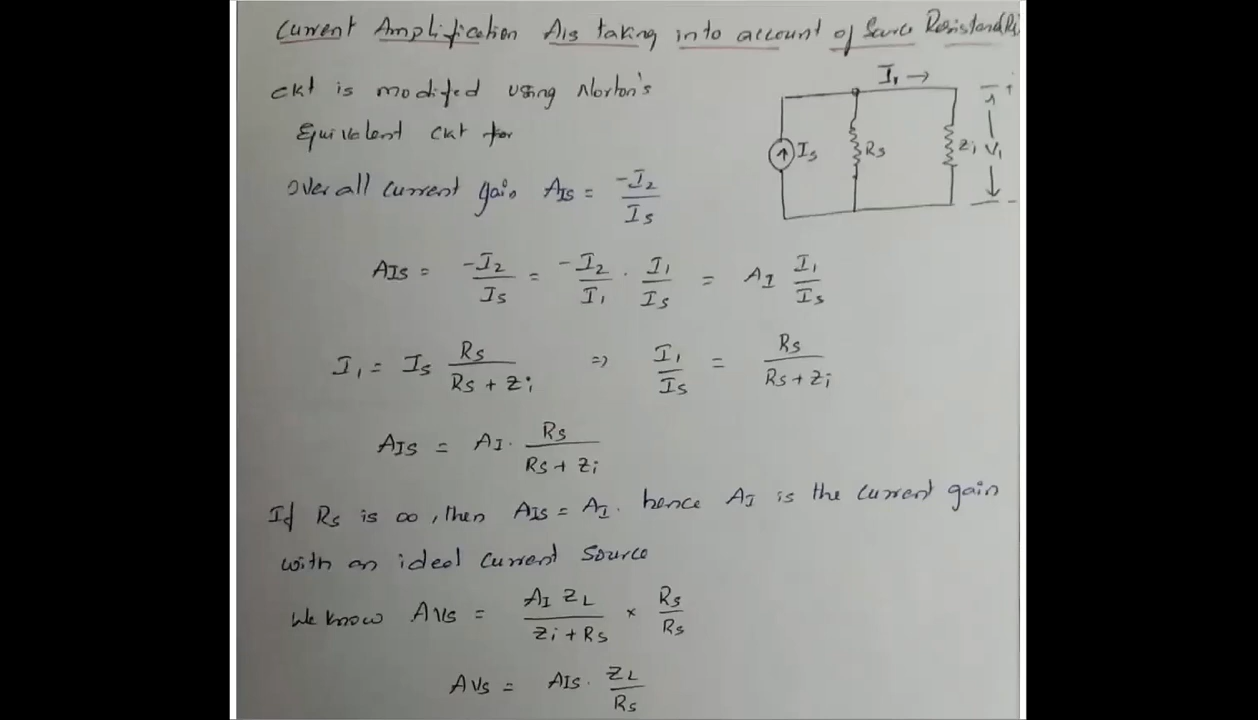 Current Amplification AIs taking into account of Source Resistance(Rs
ckt is modifed using Norton's
Equivalent ckt for
I₁ →
Is
Rs
Zi
V₁
+
-
over all current gain AIs = -I₂/Is
AIs = -I₂/Is = -I₂/I₁ · I₁/Is = AI I₁/Is
I₁ = Is Rs/(Rs + Zi) => I₁/Is = Rs/(Rs + Zi)
AIs = AI · Rs/(Rs + Zi)
If Rs is ∞, then AIs = AI. hence AI is the current gain
with an ideal current source
We know AVs = AI ZL/(Zi + Rs) × Rs/Rs
AVs = AIs · ZL/Rs